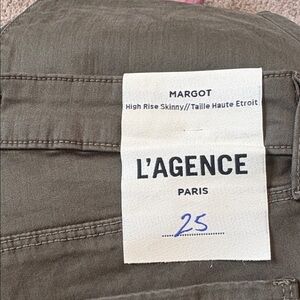 MARGOT
High Rise Skinny//Taille Haute Etroit
L'AGENCE
PARIS
25